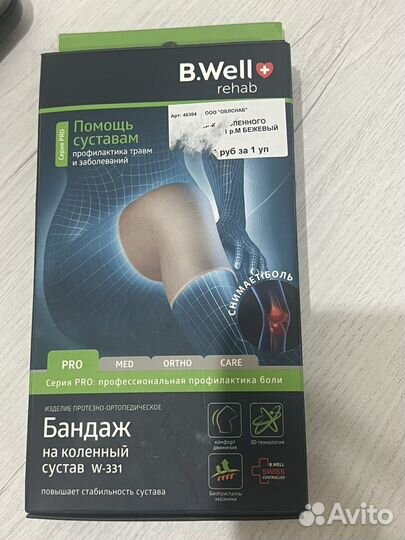 B.Well
rehab
Серия PRO
Помощь
суставам
профилактика травм
и заболеваний
Арт: 45304 ООО "ОБЛСНАБ"
р.М БЕЖЕВЫЙ
руб за 1 уп
СНИМАЕТ БОЛЬ
PRO MED ORTHO CARE
Серия PRO: профессиональная профилактика боли
ИЗДЕЛИЕ ПРОТЕЗНО-ОРТОПЕДИЧЕСКОЕ:
Бандаж
на коленный
сустав W-331
повышает стабильность сустава
комфорт
движения
3D-технология
БиоКристаллы
керамики
B.WELL
SWISS
CONTROLLED
Avito